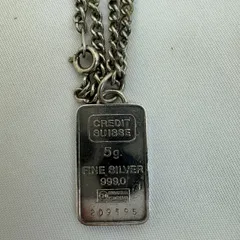 CREDIT
SUISSE
5g.
FINE SILVER
999.0